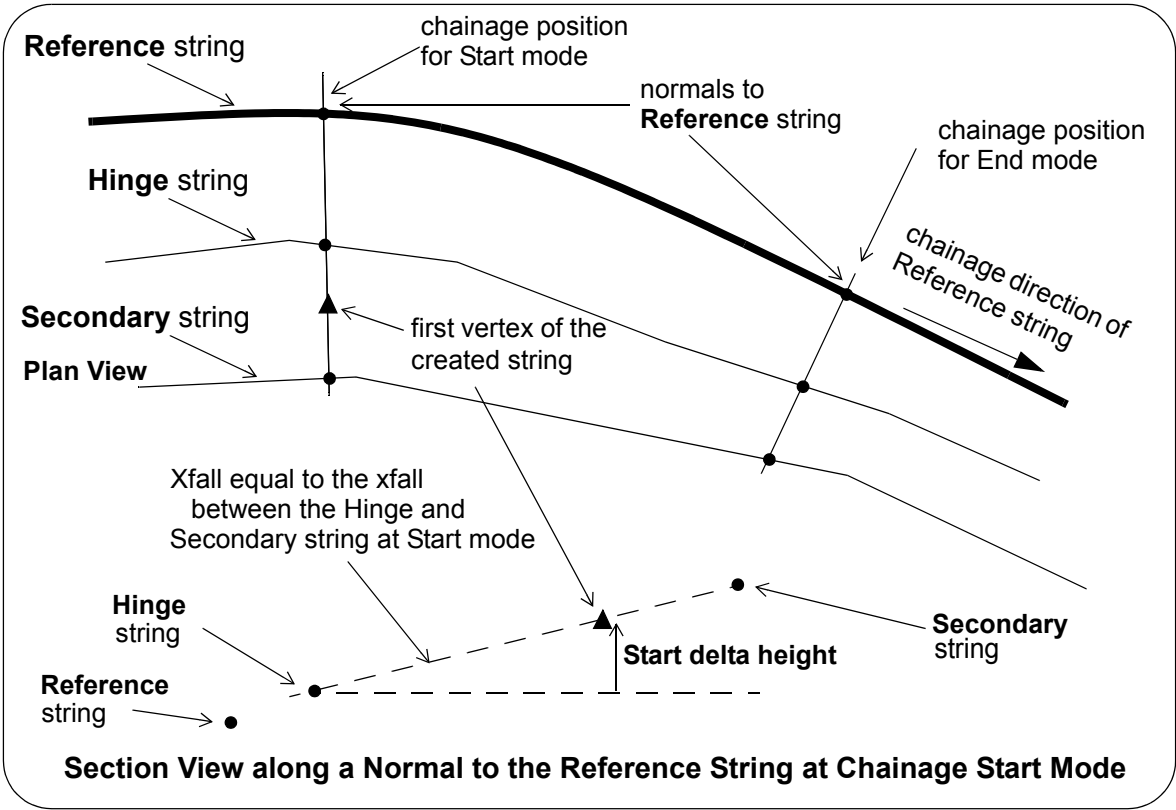 Reference string
chainage position
for Start mode
normals to
Reference string
chainage position
for End mode
Hinge string
chainage direction of
Reference string
Secondary string
first vertex of the
created string
Plan View
Xfall equal to the xfall
between the Hinge and
Secondary string at Start mode
Hinge
string
Secondary
string
Start delta height
Reference
string
Section View along a Normal to the Reference String at Chainage Start Mode